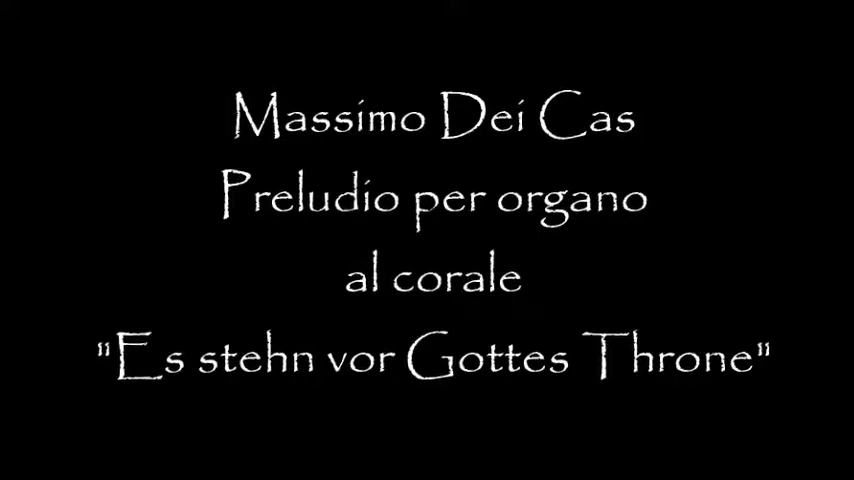 Massimo Dei Cas
Preludio per organo
al corale
"Es stehn vor Gottes Throne"